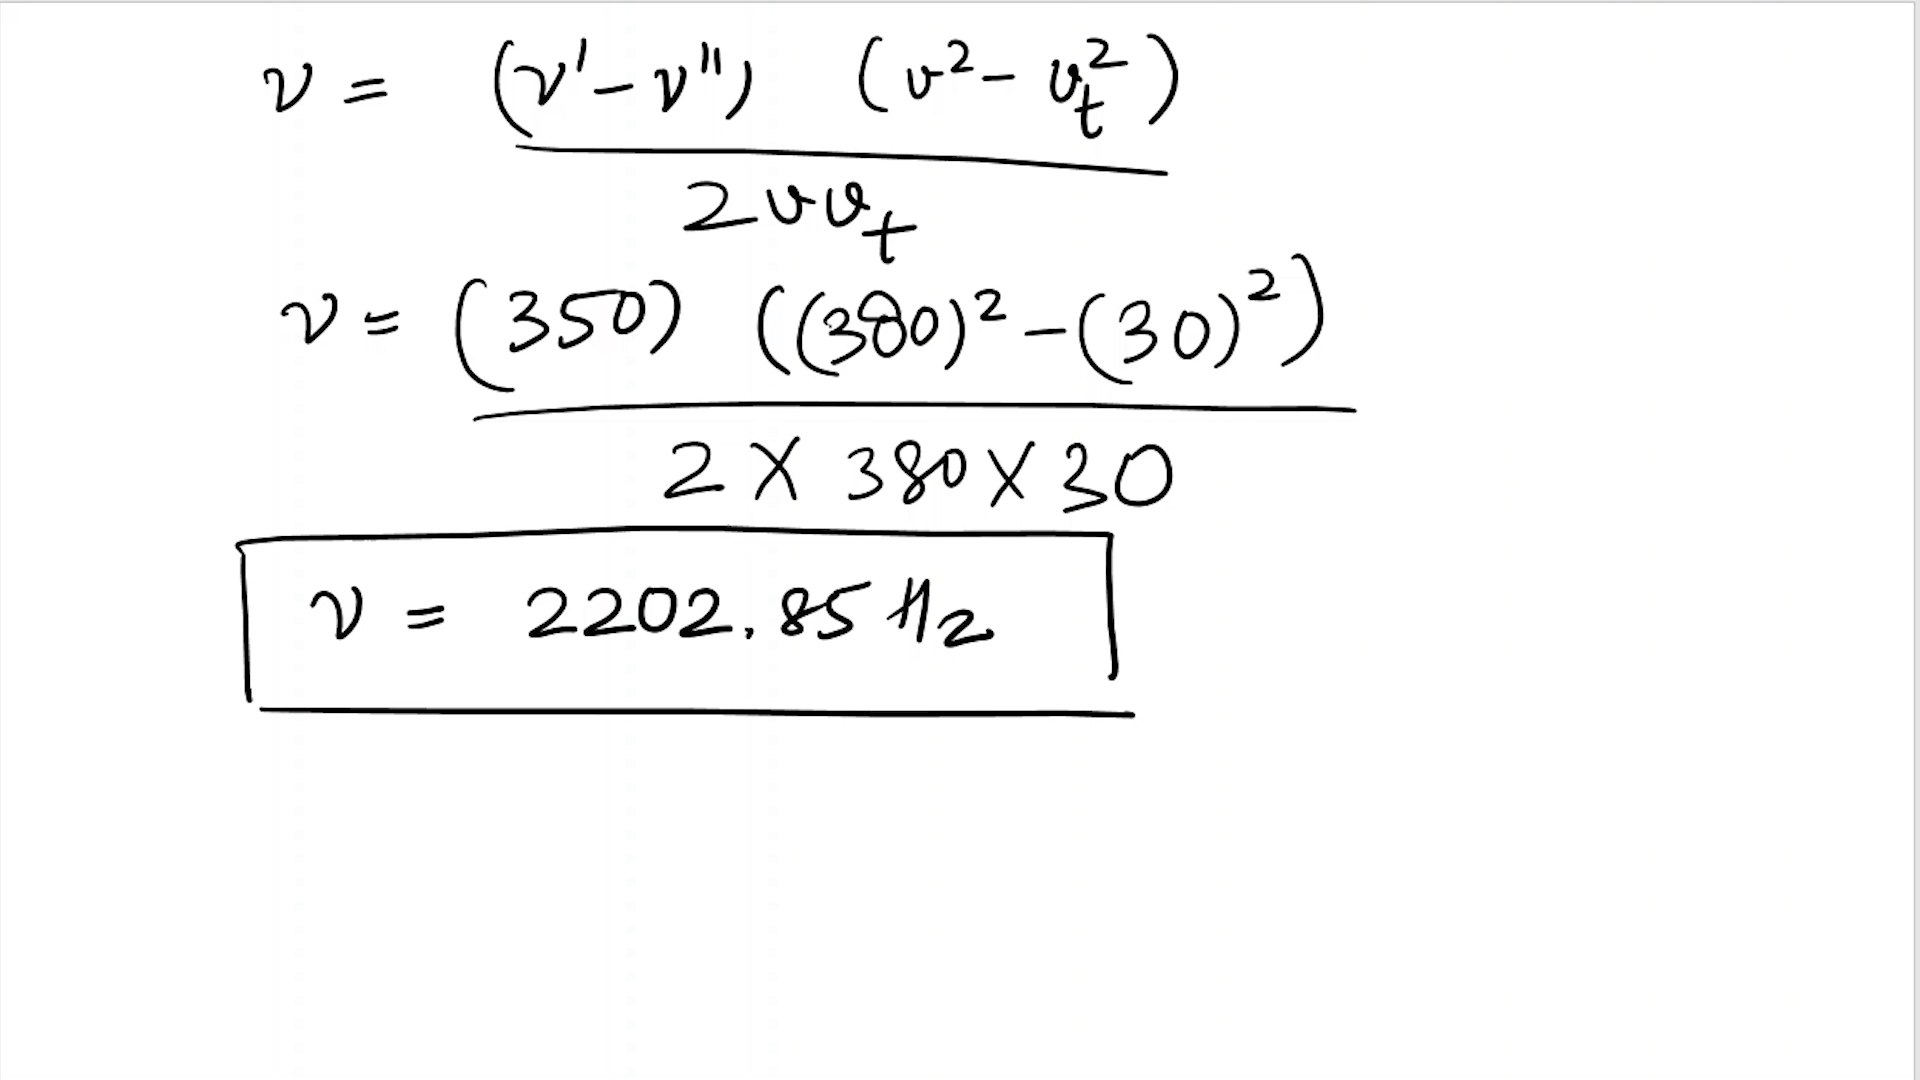 ν = (ν' - ν'') (v² - v_t²)
2vv_t
ν = (350) ((380)² - (30)²)
2 X 380 X 30
ν = 2202.85 Hz